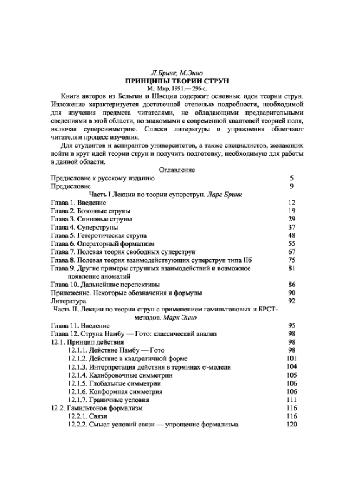 Л.Бринк, М.Энно
ПРИНЦИПЫ ТЕОРИИ СТРУН
М.: Мир, 1991.— 296 с.
Книга авторов из Бельгии и Швеции содержит основные идеи теории струн.
Изложение характеризуется достаточной степенью подробности, необходимой
для изучения предмета читателями, не обладающими предварительными
сведениями в этой области, но знакомыми с современной квантовой теорией поля,
включая суперсимметрию. Списки литературы и упражнения облегчают
читателям процесс изучения.
Для студентов и аспирантов университетов, а также специалистов, желающих
войти в круг идей теории струн и получить подготовку, необходимую для работы
в данной области.
Оглавление
Предисловие к русскому изданию 5
Предисловие 9
Часть I Лекции по теории суперструн. Ларс Бринк
Глава 1. Введение 12
Глава 2. Бозонные струны 19
Глава 3. Спиновые струны 29
Глава 4. Суперструны 37
Глава 5. Гетеротическая струна 48
Глава 6. Операторный формализм 55
Глава 7. Полевая теория свободных суперструн 67
Глава 8. Полевая теория взаимодействующих суперструн типа IIб 75
Глава 9. Другие примеры струнных взаимодействий и возможное 81
появление аномалий
Глава 10. Дальнейшие перспективы 86
Приложение. Некоторые обозначения и формулы 90
Литература 92
Часть II. Лекции по теории струн с применением гамильтоновых и БРСТ-
методов. Марк Энно
Глава 11. Введение 95
Глава 12. Струна Намбу — Гото: классический анализ 98
12.1. Принцип действия 98
12.1.1. Действие Намбу — Гото 98
12.1.2. Действие в квадратичной форме 101
12.1.3. Интерпретация действия в терминах σ-модели 104
12.1.4. Калибровочные симметрии 105
12.1.5. Глобальные симметрии 106
12.1.6. Конформная симметрия 106
12.1.7. Граничные условия 111
12.2. Гамильтонов формализм 116
12.2.1. Связи 116
12.2.2. Смысл условий связи — упрощение формализма 120